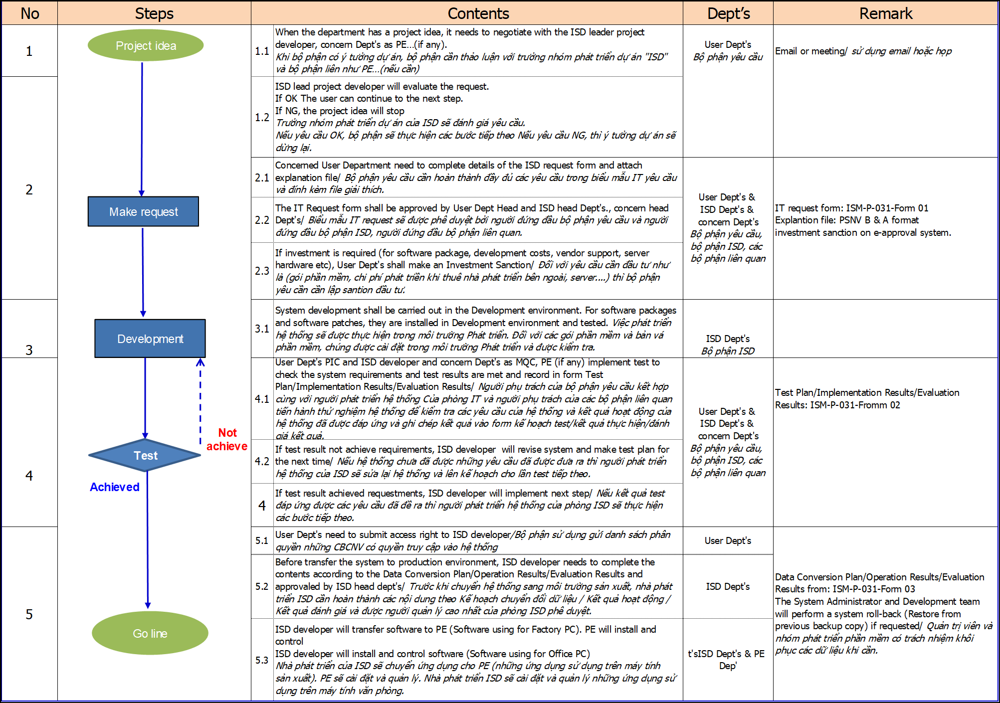 No
Steps
Contents
Dept’s
Remark
1
Project idea
1.1
When the department has a project idea, it needs to negotiate with the ISD leader project
developer, concern Dept's as PE...(if any).
Khi bộ phận có ý tưởng dự án, bộ phận cần thảo luận với trưởng nhóm phát triển dự án "ISD"
và bộ phận liên như PE...(nếu cần)
User Dept's
Bộ phận yêu cầu
Email or meeting/ sử dụng email hoặc họp
1.2
ISD lead project developer will evaluate the request.
If OK The user can continue to the next step.
If NG, the project idea will stop
Trưởng nhóm phát triển dự án của ISD sẽ đánh giá yêu cầu.
Nếu yêu cầu OK, bộ phận sẽ thực hiện các bước tiếp theo Nếu yêu cầu NG, thì ý tưởng dự án sẽ
dừng lại.
2
Make request
2.1
Concerned User Department need to complete details of the ISD request form and attach
explanation file/ Bộ phận yêu cầu cần hoàn thành đầy đủ các yêu cầu trong biểu mẫu IT yêu cầu
và đính kèm file giải thích.
2.2
The IT Request form shall be approved by User Dept Head and ISD head Dept's., concern head
Dept's/ Biểu mẫu IT request sẽ được phê duyệt bởi người đứng đầu bộ phận yêu cầu và người
đứng đầu bộ phận ISD, người đứng đầu bộ phận liên quan.
2.3
If investment is required (for software package, development costs, vendor support, server
hardware etc), User Dept's shall make an Investment Sanction/ Đối với yêu cầu cần đầu tư như
là (gói phần mềm, chi phí phát triền khi thuê nhà phát triển bên ngoài, server....) thì bộ phận
yêu cần cần lập santion đầu tư.
User Dept's &
ISD Dept's &
concern Dept's
Bộ phận yêu cầu,
bộ phận ISD, các
bộ phận liên quan
IT request form: ISM-P-031-Form 01
Explantion file: PSNV B & A format
investment sanction on e-approval system.
3
Development
3.1
System development shall be carried out in the Development environment. For software packages
and software patches, they are installed in Development environment and tested. Việc phát triển
hệ thống sẽ được thực hiện trong môi trường Phát triển. Đối với các gói phần mềm và bản vá
phần mềm, chúng được cài đặt trong môi trường Phát triển và được kiểm tra.
ISD Dept's
Bộ phận ISD
4
Not
achieve
Test
Achieved
4.1
User Dept's PIC and ISD developer and concern Dept's as MQC, PE (if any) implement test to
check the system requirements and test results are met and record in form Test
Plan/Implementation Results/Evaluation Results/ Người phụ trách của bộ phận yêu cầu kết hợp
cùng với người phát triển hệ thống Của phòng IT và người phụ trách của các bộ phận liên quan
tiến hành thử nghiệm hệ thống để kiểm tra các yêu cầu của hệ thống và kết quả hoạt động của
hệ thống đã được đáp ứng và ghi chép kết quả vào form kế hoạch test/kết quả thực hiện/đánh
giá kết quả.
4.2
If test result not achieve requirements, ISD developer will revise system and make test plan for
the next time/ Nếu hệ thống chưa đã được những yêu cầu đã được đưa ra thì người phát triển
hệ thống của ISD sẽ sửa lại hệ thống và lên kế hoạch cho lần test tiếp theo.
4
If test result achieved requestments, ISD developer will implement next step/ Nếu kết quả test
đáp ứng được các yêu cầu đã đề ra thì người phát triển hệ thống của phòng ISD sẽ thực hiện
các bước tiếp theo.
User Dept's &
ISD Dept's &
concern Dept's
Bộ phận yêu cầu,
bộ phận ISD, các
bộ phận liên quan
Test Plan/Implementation Results/Evaluation
Results: ISM-P-031-Fromm 02
5
Go line
5.1
User Dept's need to submit access right to ISD developer/Bộ phận sử dụng gửi danh sách phân
quyền những CBCNV có quyền truy cập vào hệ thống
User Dept's
5.2
Before transfer the system to production environment, ISD developer needs to complete the
contents according to the Data Conversion Plan/Operation Results/Evaluation Results and
approvaled by ISD head dept's/ Trước khi chuyển hệ thống sang môi trường sản xuất, nhà phát
triển ISD cần hoàn thành các nội dung theo Kế hoạch chuyển đổi dữ liệu / Kết quả hoạt động /
Kết quả đánh giá và được người quản lý cao nhất của phòng ISD phê duyệt.
ISD Dept's
5.3
ISD developer will transfer software to PE (Software using for Factory PC). PE will install and
control
ISD developer will install and control software (Software using for Office PC)
Nhà phát triển của ISD sẽ chuyển ứng dụng cho PE (những ứng dụng sử dụng trên máy tính
sản xuất). PE sẽ cài đặt và quản lý. Nhà phát triển ISD sẽ cài đặt và quản lý những ứng dụng sử
dụng trên máy tính văn phòng.
t'sISD Dept's & PE
Dep'
Data Conversion Plan/Operation Results/Evaluation
Results from: ISM-P-031-Form 03
The System Administrator and Development team
will perform a system roll-back (Restore from
previous backup copy) if requested/ Quản trị viên và
nhóm phát triển phần mềm có trách nhiệm khôi
phục các dữ liệu khi cần.